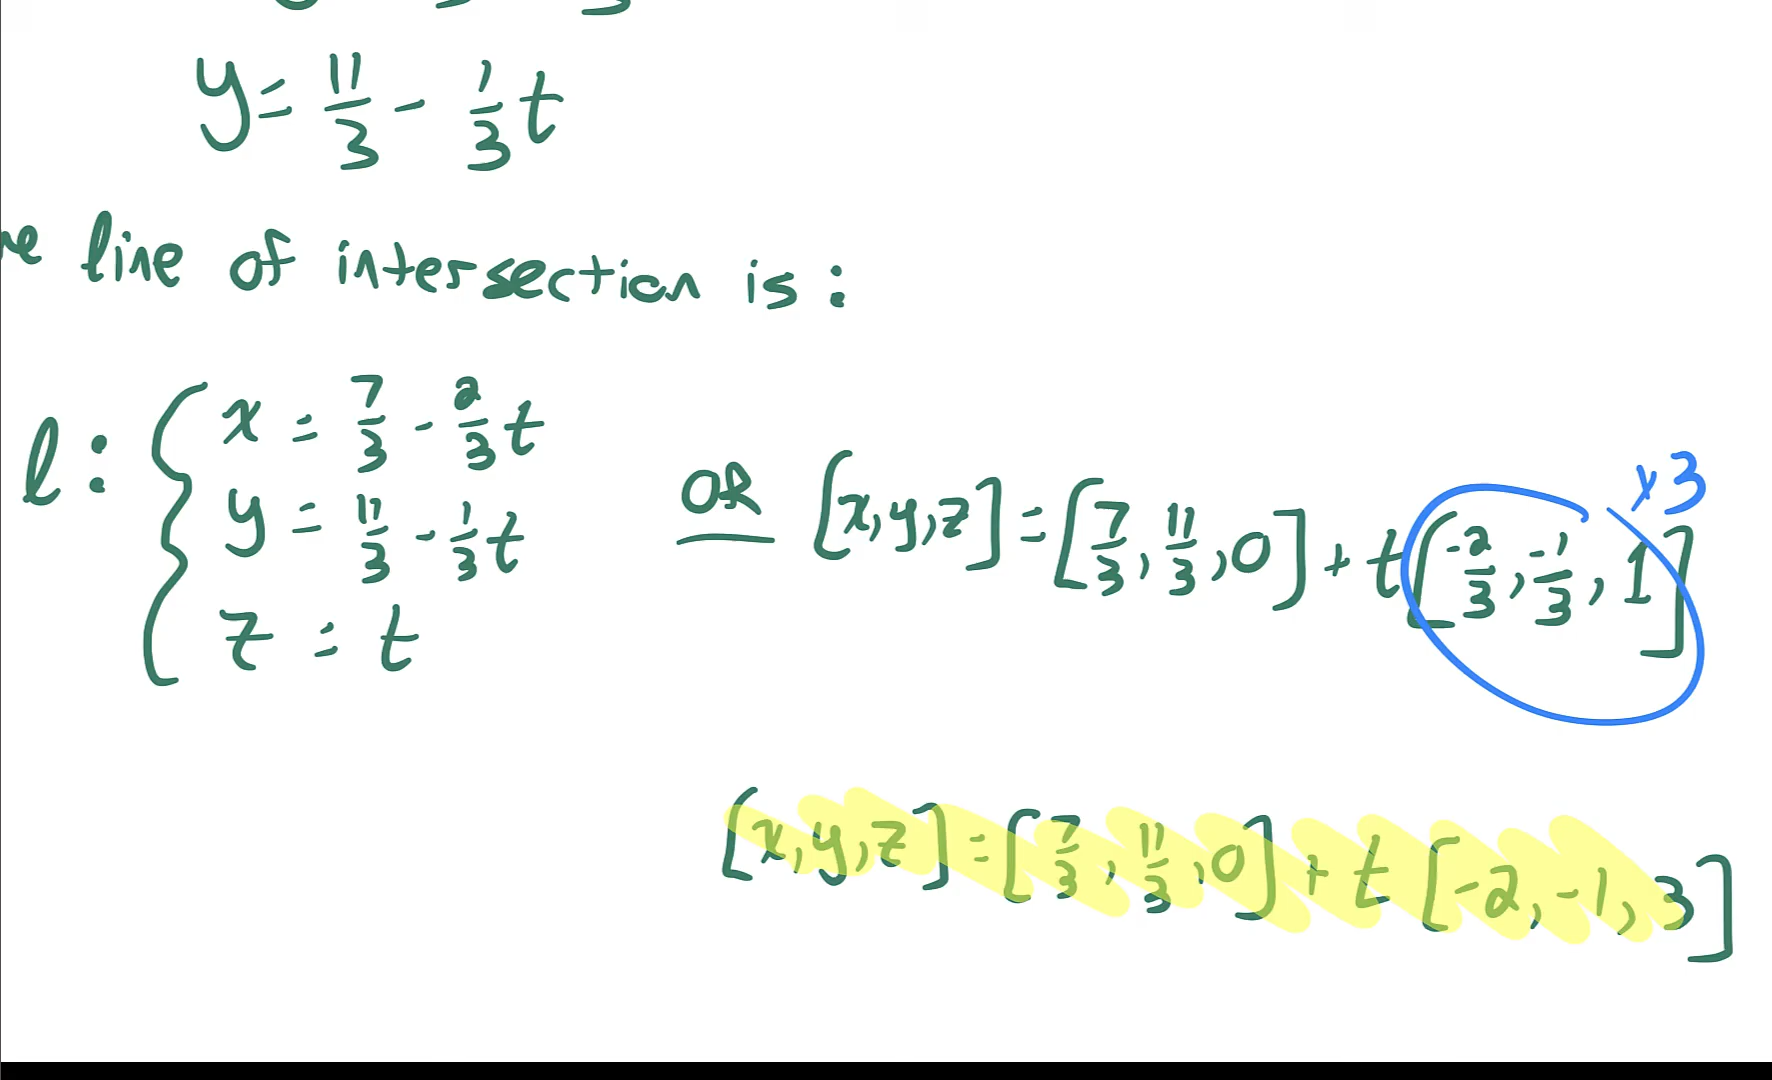 y = 11/3 - 1/3 t
line of intersection is:
l: { x = 7/3 - 2/3 t
y = 11/3 - 1/3 t
z = t
OR [x,y,z] = [7/3, 11/3, 0] + t[-2/3, -1/3, 1] x3
[x,y,z] = [7/3, 11/3, 0] + t[-2, -1, 3]